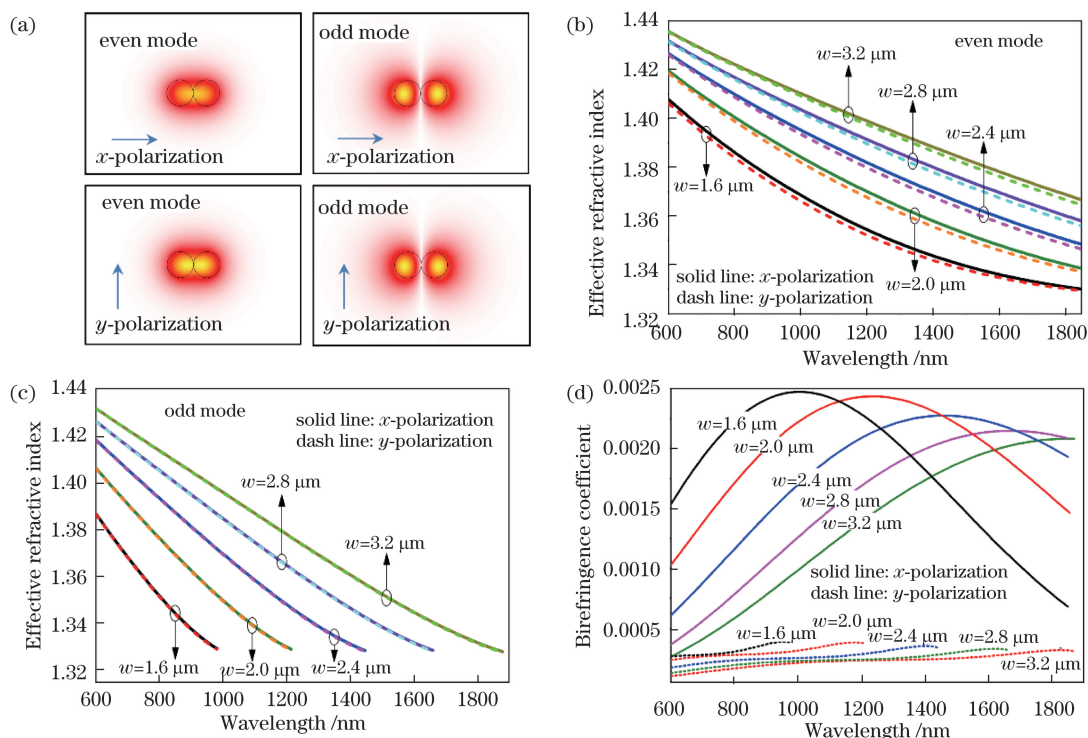 (a)
even mode
x-polarization
odd mode
x-polarization
even mode
y-polarization
odd mode
y-polarization
(b)
even mode
w=3.2 μm
w=2.8 μm
w=2.4 μm
w=1.6 μm
w=2.0 μm
solid line: x-polarization
dash line: y-polarization
Effective refractive index
1.44
1.42
1.40
1.38
1.36
1.34
1.32
600 800 1000 1200 1400 1600 1800
Wavelength /nm
(c)
odd mode
solid line: x-polarization
dash line: y-polarization
w=2.8 μm
w=3.2 μm
w=1.6 μm
w=2.0 μm
w=2.4 μm
Effective refractive index
1.44
1.42
1.40
1.38
1.36
1.34
1.32
600 800 1000 1200 1400 1600 1800
Wavelength /nm
(d)
w=1.6 μm
w=2.0 μm
w=2.4 μm
w=2.8 μm
w=3.2 μm
solid line: x-polarization
dash line: y-polarization
w=2.0 μm
w=1.6 μm
w=2.4 μm
w=2.8 μm
w=3.2 μm
Birefringence coefficient
0.0025
0.0020
0.0015
0.0010
0.0005
600 800 1000 1200 1400 1600 1800
Wavelength /nm